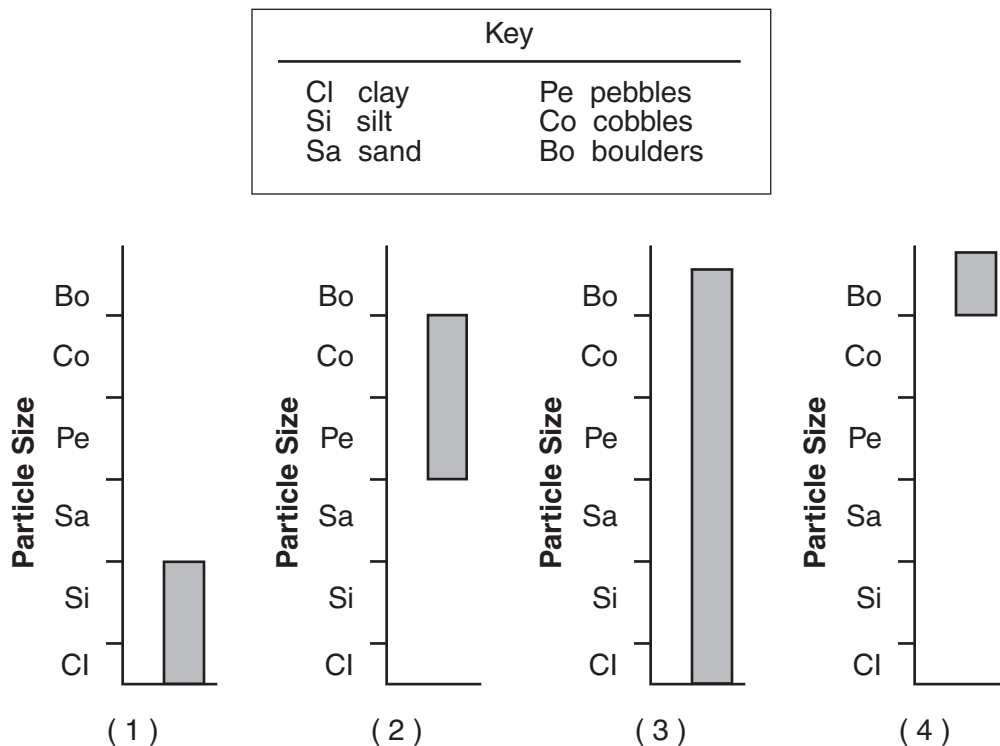 Key
Cl clay Pe pebbles
Si silt Co cobbles
Sa sand Bo boulders
Particle Size
Bo
Co
Pe
Sa
Si
Cl
( 1 )
Particle Size
Bo
Co
Pe
Sa
Si
Cl
( 2 )
Particle Size
Bo
Co
Pe
Sa
Si
Cl
( 3 )
Particle Size
Bo
Co
Pe
Sa
Si
Cl
( 4 )